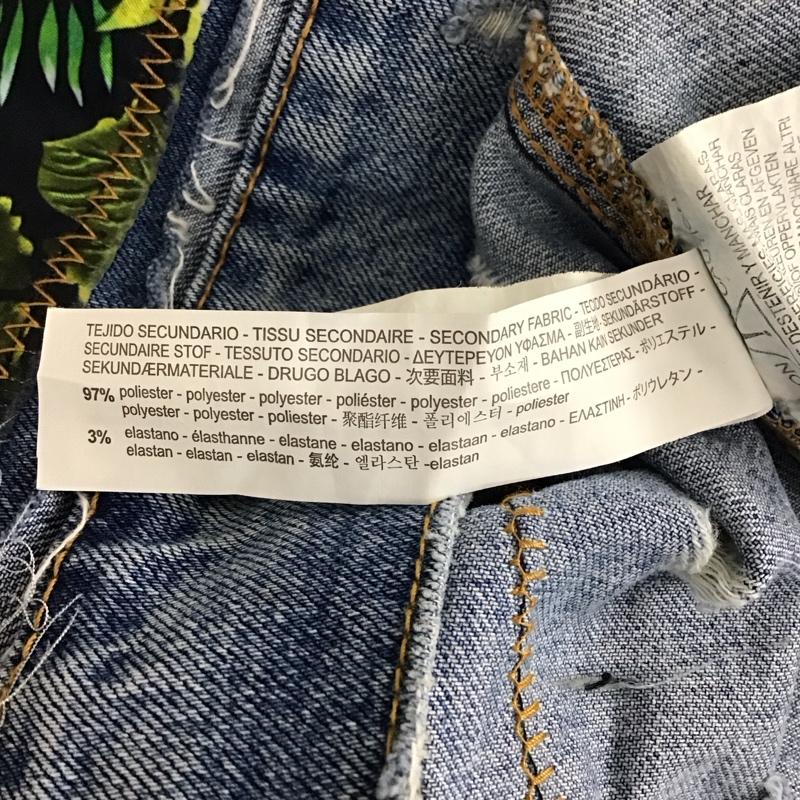 TEJIDO SECUNDARIO - TISSU SECONDAIRE - SECONDARY FABRIC - TECIDO SECUNDÁRIO -
SECUNDAIRE STOF - TESSUTO SECONDARIO - ΔΕΥΤΕΡΕΥΟΝ ΥΦΑΣΜΑ - 副生地- SEKUNDÄRSTOFF -
SEKUNDÆRMATERIALE - DRUGO BLAGO - 次要面料 - 부소재 - BAHAN KAIN SEKUNDER
97% poliester - polyester - polyester - poliéster - polyester - poliestere - ΠΟΛΥΕΣΤΕΡΑΣ - ポリエステル -
polyester - polyester - poliester - 聚酯纤维 - 폴리에스터 - poliester
3% elastano - élasthanne - elastane - elastano - elastaan - elastano - ΕΛΑΣΤΙΝΗ - ポリウレタン -
elastan - elastan - elastan - 氨纶 - 엘라스탄 -elastan
DESTEÑIR Y MANCHAR